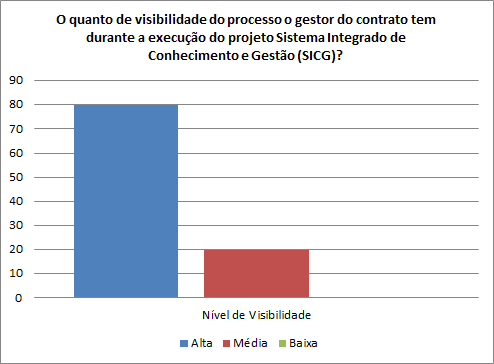 O quanto de visibilidade do processo o gestor do contrato tem
durante a execução do projeto Sistema Integrado de
Conhecimento e Gestão (SICG)?
90
80
70
60
50
40
30
20
10
0
Nível de Visibilidade
Alta Média Baixa